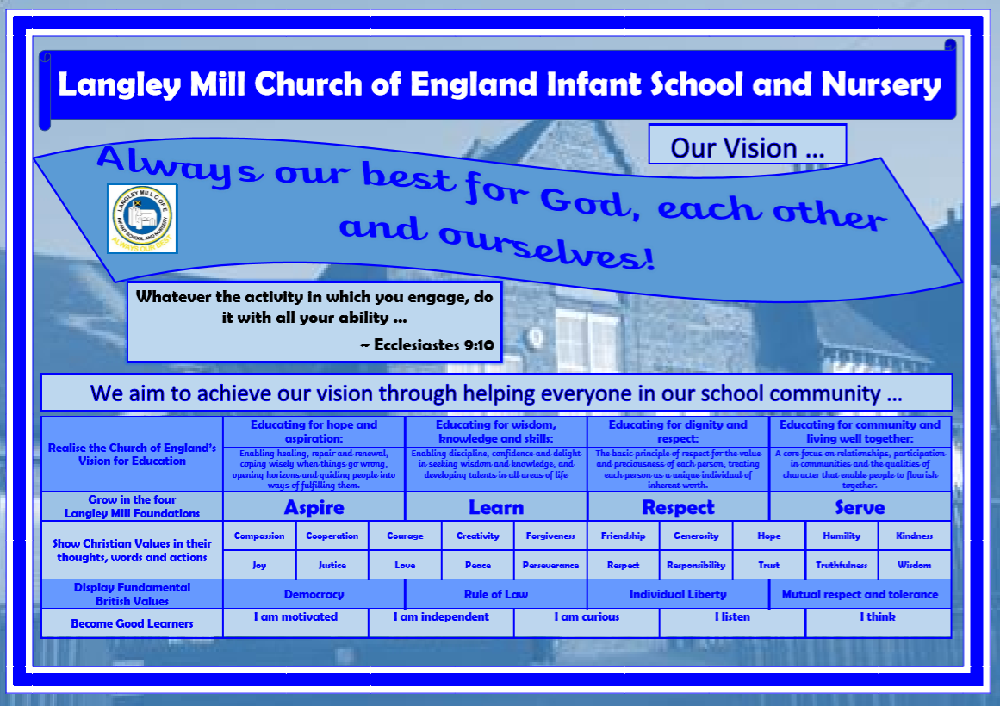 Langley Mill Church of England Infant School and Nursery
Our Vision ...
Always our best for God, each other
and ourselves!
LANGLEY MILL C OF E
INFANT SCHOOL AND NURSERY
ALWAYS OUR BEST
Whatever the activity in which you engage, do
it with all your ability ...
~ Ecclesiastes 9:10
We aim to achieve our vision through helping everyone in our school community ...
Realise the Church of England's
Vision for Education
Educating for hope and
aspiration:
Enabling healing, repair and renewal,
coping wisely when things go wrong,
opening horizons and guiding people into
ways of fulfilling them.
Educating for wisdom,
knowledge and skills:
Enabling discipline, confidence and delight
in seeking wisdom and knowledge, and
developing talents in all areas of life
Educating for dignity and
respect:
The basic principle of respect for the value
and preciousness of each person, treating
each person as a unique individual of
inherent worth.
Educating for community and
living well together:
A core focus on relationships, participation
in communities and the qualities of
character that enable people to flourish
together.
Grow in the four
Langley Mill Foundations
Aspire
Learn
Respect
Serve
Show Christian Values in their
thoughts, words and actions
Compassion
Cooperation
Courage
Creativity
Forgiveness
Friendship
Generosity
Hope
Humility
Kindness
Joy
Justice
Love
Peace
Perseverance
Respect
Responsibility
Trust
Truthfulness
Wisdom
Display Fundamental
British Values
Democracy
Rule of Law
Individual Liberty
Mutual respect and tolerance
Become Good Learners
I am motivated
I am independent
I am curious
I listen
I think